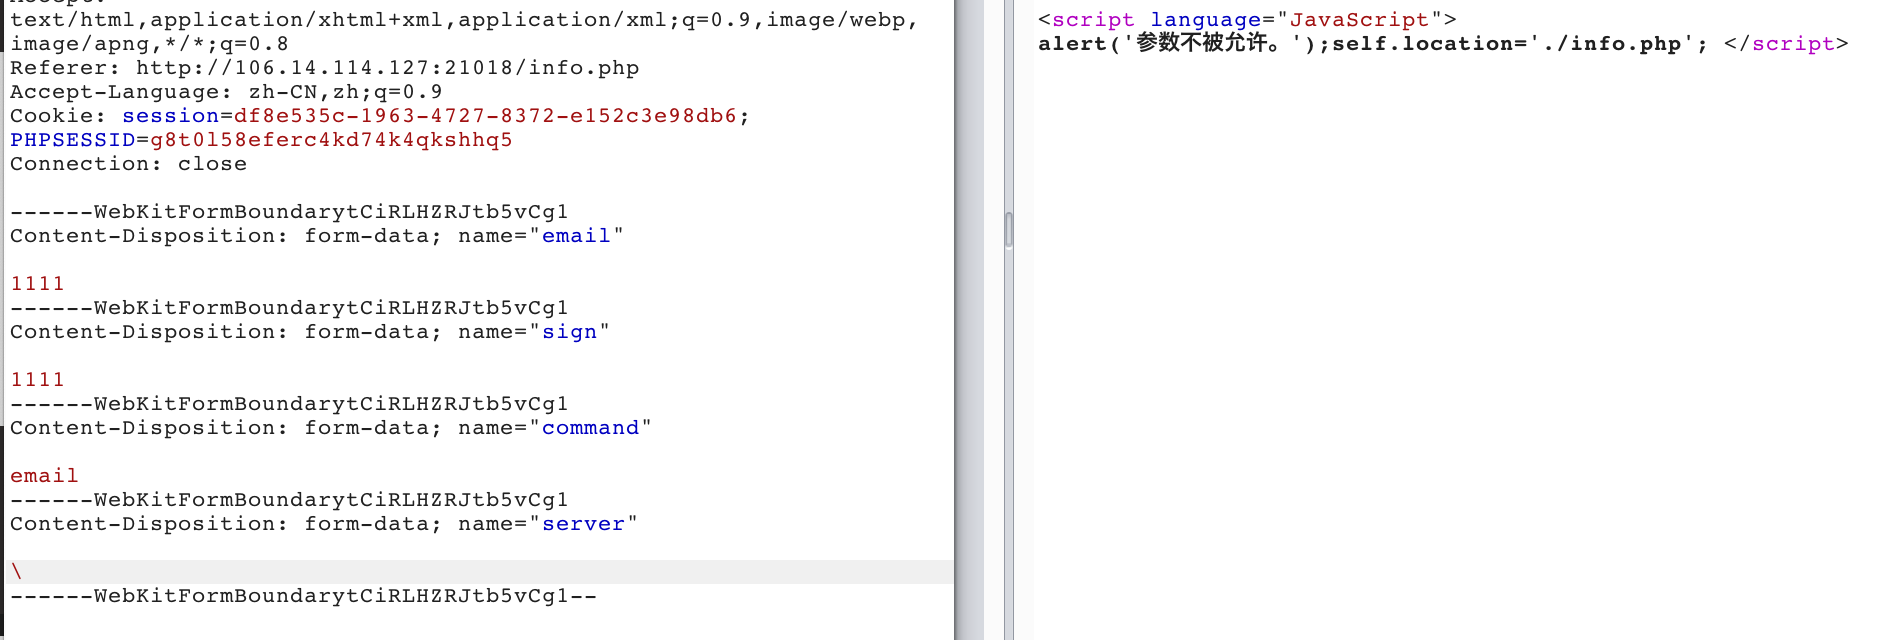 text/html,application/xhtml+xml,application/xml;q=0.9,image/webp,
image/apng,*/*;q=0.8
Referer: http://106.14.114.127:21018/info.php
Accept-Language: zh-CN,zh;q=0.9
Cookie: session=df8e535c-1963-4727-8372-e152c3e98db6;
PHPSESSID=g8t0l58eferc4kd74k4qkshhq5
Connection: close
------WebKitFormBoundarytCiRLHZRJtb5vCg1
Content-Disposition: form-data; name="email"
1111
------WebKitFormBoundarytCiRLHZRJtb5vCg1
Content-Disposition: form-data; name="sign"
1111
------WebKitFormBoundarytCiRLHZRJtb5vCg1
Content-Disposition: form-data; name="command"
email
------WebKitFormBoundarytCiRLHZRJtb5vCg1
Content-Disposition: form-data; name="server"
\
------WebKitFormBoundarytCiRLHZRJtb5vCg1--
<script language="JavaScript">
alert('参数不被允许。');self.location='./info.php'; </script>